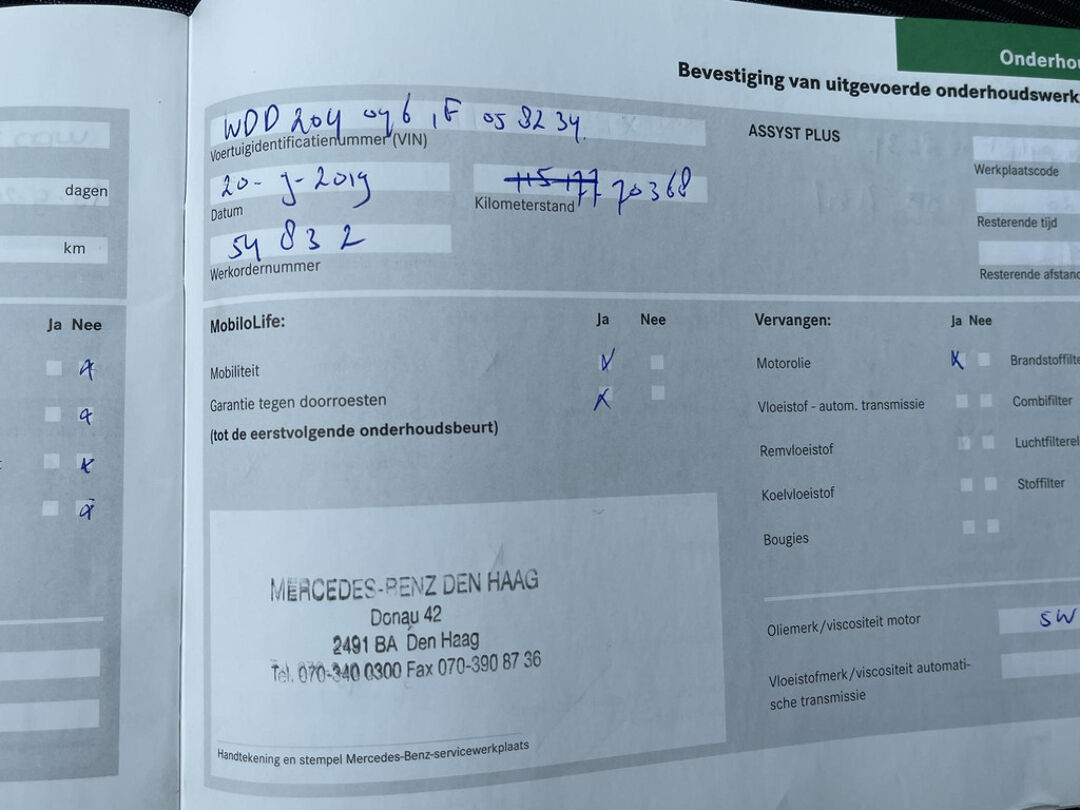 Onderho
Bevestiging van uitgevoerde onderhoudswerk
WDD 204 046 1F 05 82 34
Voertuigidentificatienummer (VIN)
ASSYST PLUS
Werkplaatscode
dagen
20-9-2019
Datum
115 177 70368
Kilometerstand
Resterende tijd
km
54 832
Werkordernummer
Resterende afstand
Ja Nee
MobiloLife: Ja Nee
Vervangen: Ja Nee
Mobiliteit
Motorolie
Brandstoffilte
Garantie tegen doorroesten
Vloeistof - autom. transmissie
Combifilter
(tot de eerstvolgende onderhoudsbeurt)
Remvloeistof
Luchtfilterel
Koelvloeistof
Stoffilter
Bougies
MERCEDES-BENZ DEN HAAG
Donau 42
2491 BA Den Haag
Tel. 070-340 0300 Fax 070-390 87 36
Oliemerk/viscositeit motor
5W
Vloeistofmerk/viscositeit automati-
sche transmissie
Handtekening en stempel Mercedes-Benz-servicewerkplaats